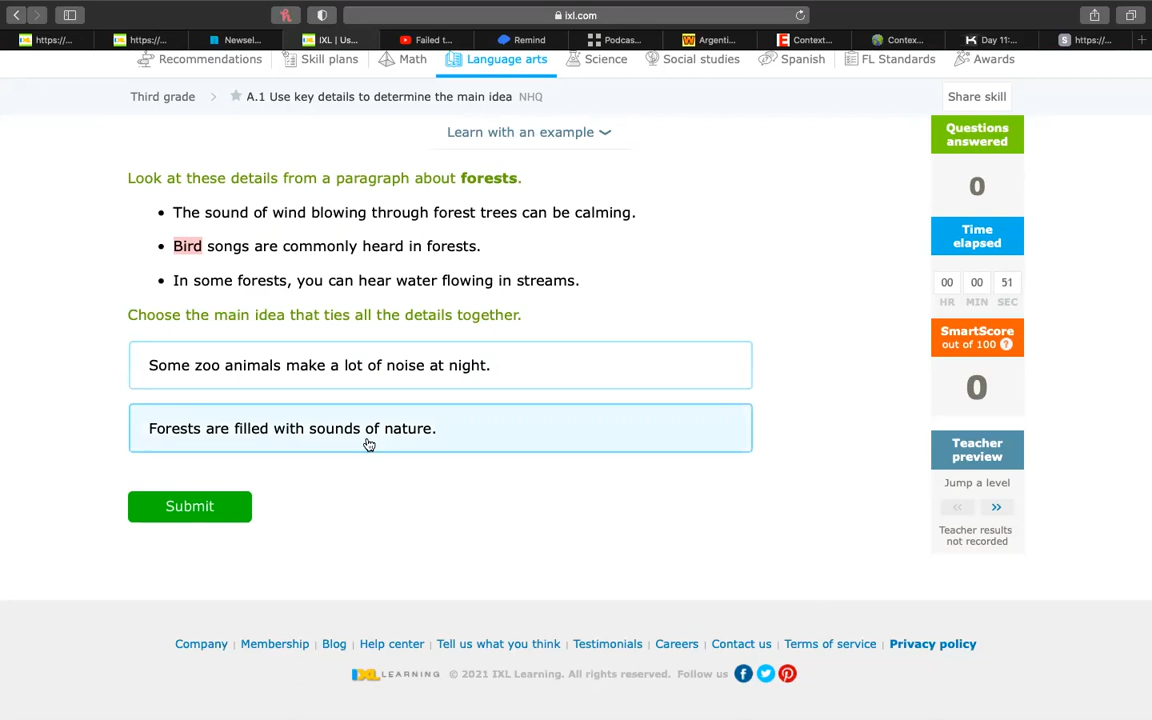 ixl.com
https://...
https://...
Newsel...
IXL | Us...
Failed t...
Remind
Podcas...
Argenti...
Context...
Contex...
Day 11:...
https://...
Recommendations
Skill plans
Math
Language arts
Science
Social studies
Spanish
FL Standards
Awards
Third grade > A.1 Use key details to determine the main idea NHQ
Share skill
Learn with an example
Look at these details from a paragraph about forests.
• The sound of wind blowing through forest trees can be calming.
• Bird songs are commonly heard in forests.
• In some forests, you can hear water flowing in streams.
Choose the main idea that ties all the details together.
Some zoo animals make a lot of noise at night.
Forests are filled with sounds of nature.
Submit
Questions
answered
0
Time
elapsed
00 00 51
HR MIN SEC
SmartScore
out of 100 ?
0
Teacher
preview
Jump a level
<< >>
Teacher results
not recorded
Company | Membership | Blog | Help center | Tell us what you think | Testimonials | Careers | Contact us | Terms of service | Privacy policy
IXL LEARNING © 2021 IXL Learning. All rights reserved. Follow us